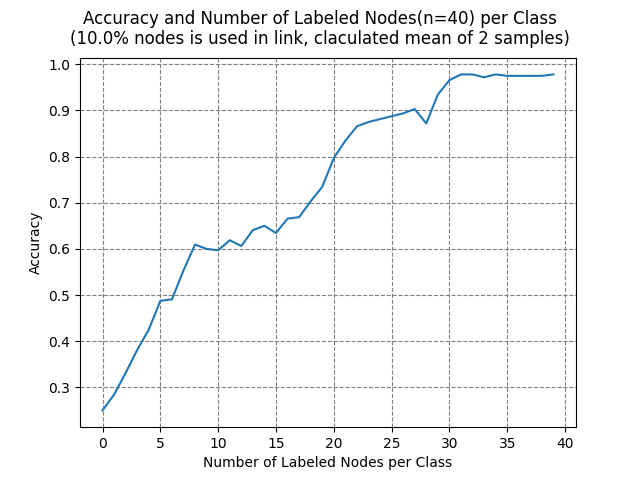 Accuracy and Number of Labeled Nodes(n=40) per Class
(10.0% nodes is used in link, claculated mean of 2 samples)
1.0
0.9
0.8
0.7
0.6
0.5
0.4
0.3
Accuracy
0 5 10 15 20 25 30 35 40
Number of Labeled Nodes per Class